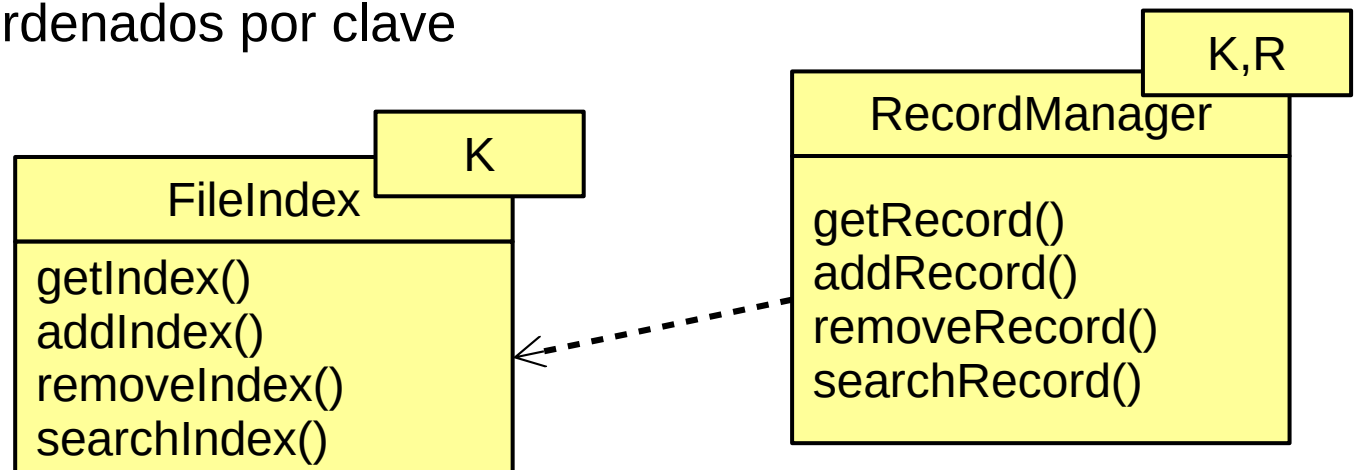 rdenados por clave
K,R
RecordManager
getRecord()
addRecord()
removeRecord()
searchRecord()
K
FileIndex
getIndex()
addIndex()
removeIndex()
searchIndex()